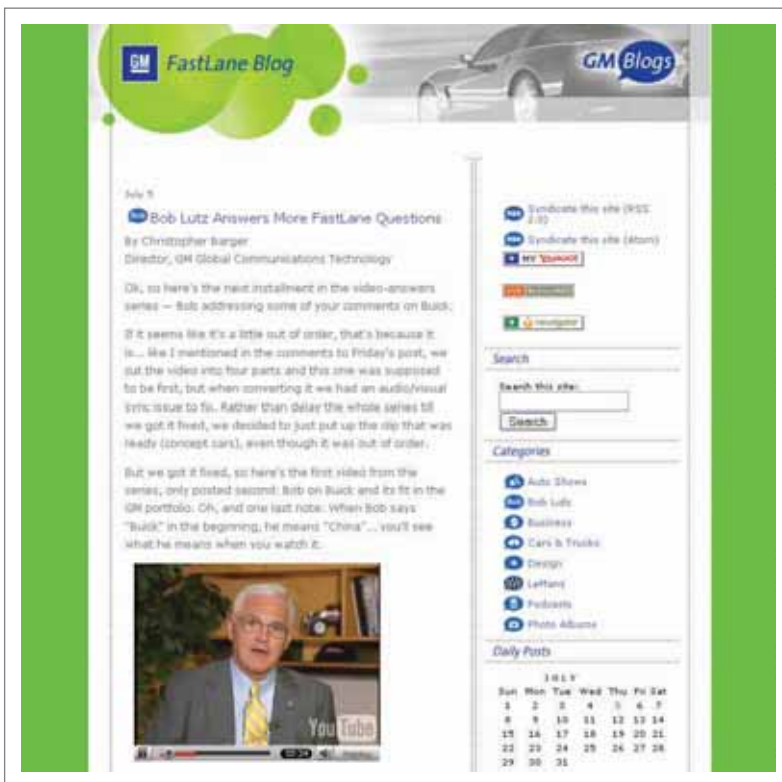 GM
FastLane Blog
GM Blogs
July 5
Bob Lutz Answers More FastLane Questions
By Christopher Barger
Director, GM Global Communications Technology
Ok, so here's the next installment in the video-answers
series — Bob addressing some of your comments on Buick.
If it seems like it's a little out of order, that's because it
is... like I mentioned in the comments to Friday's post, we
cut the video into four parts and this one was supposed
to be first, but when converting it we had an audio/visual
sync issue to fix. Rather than delay the whole series till
we got it fixed, we decided to just put up the clip that was
ready (concept cars), even though it was out of order.
But we got it fixed, so here's the first video from the
series, only posted second: Bob on Buick and its fit in the
GM portfolio. Oh, and one last note: When Bob says
"Buick" in the beginning, he means "China"... you'll see
what he means when you watch it.
You Tube
Syndicate this site (RSS
2.0)
Syndicate this site (Atom)
MY YAHOO!
newsgator
Search
Search this site:
Search
Categories
Auto Shows
Bob Lutz
Business
Cars & Trucks
Design
LeMans
Podcasts
Photo Albums
Daily Posts
JULY
Sun Mon Tue Wed Thu Fri Sat
1 2 3 4 5 6 7
8 9 10 11 12 13 14
15 16 17 18 19 20 21
22 23 24 25 26 27 28
29 30 31